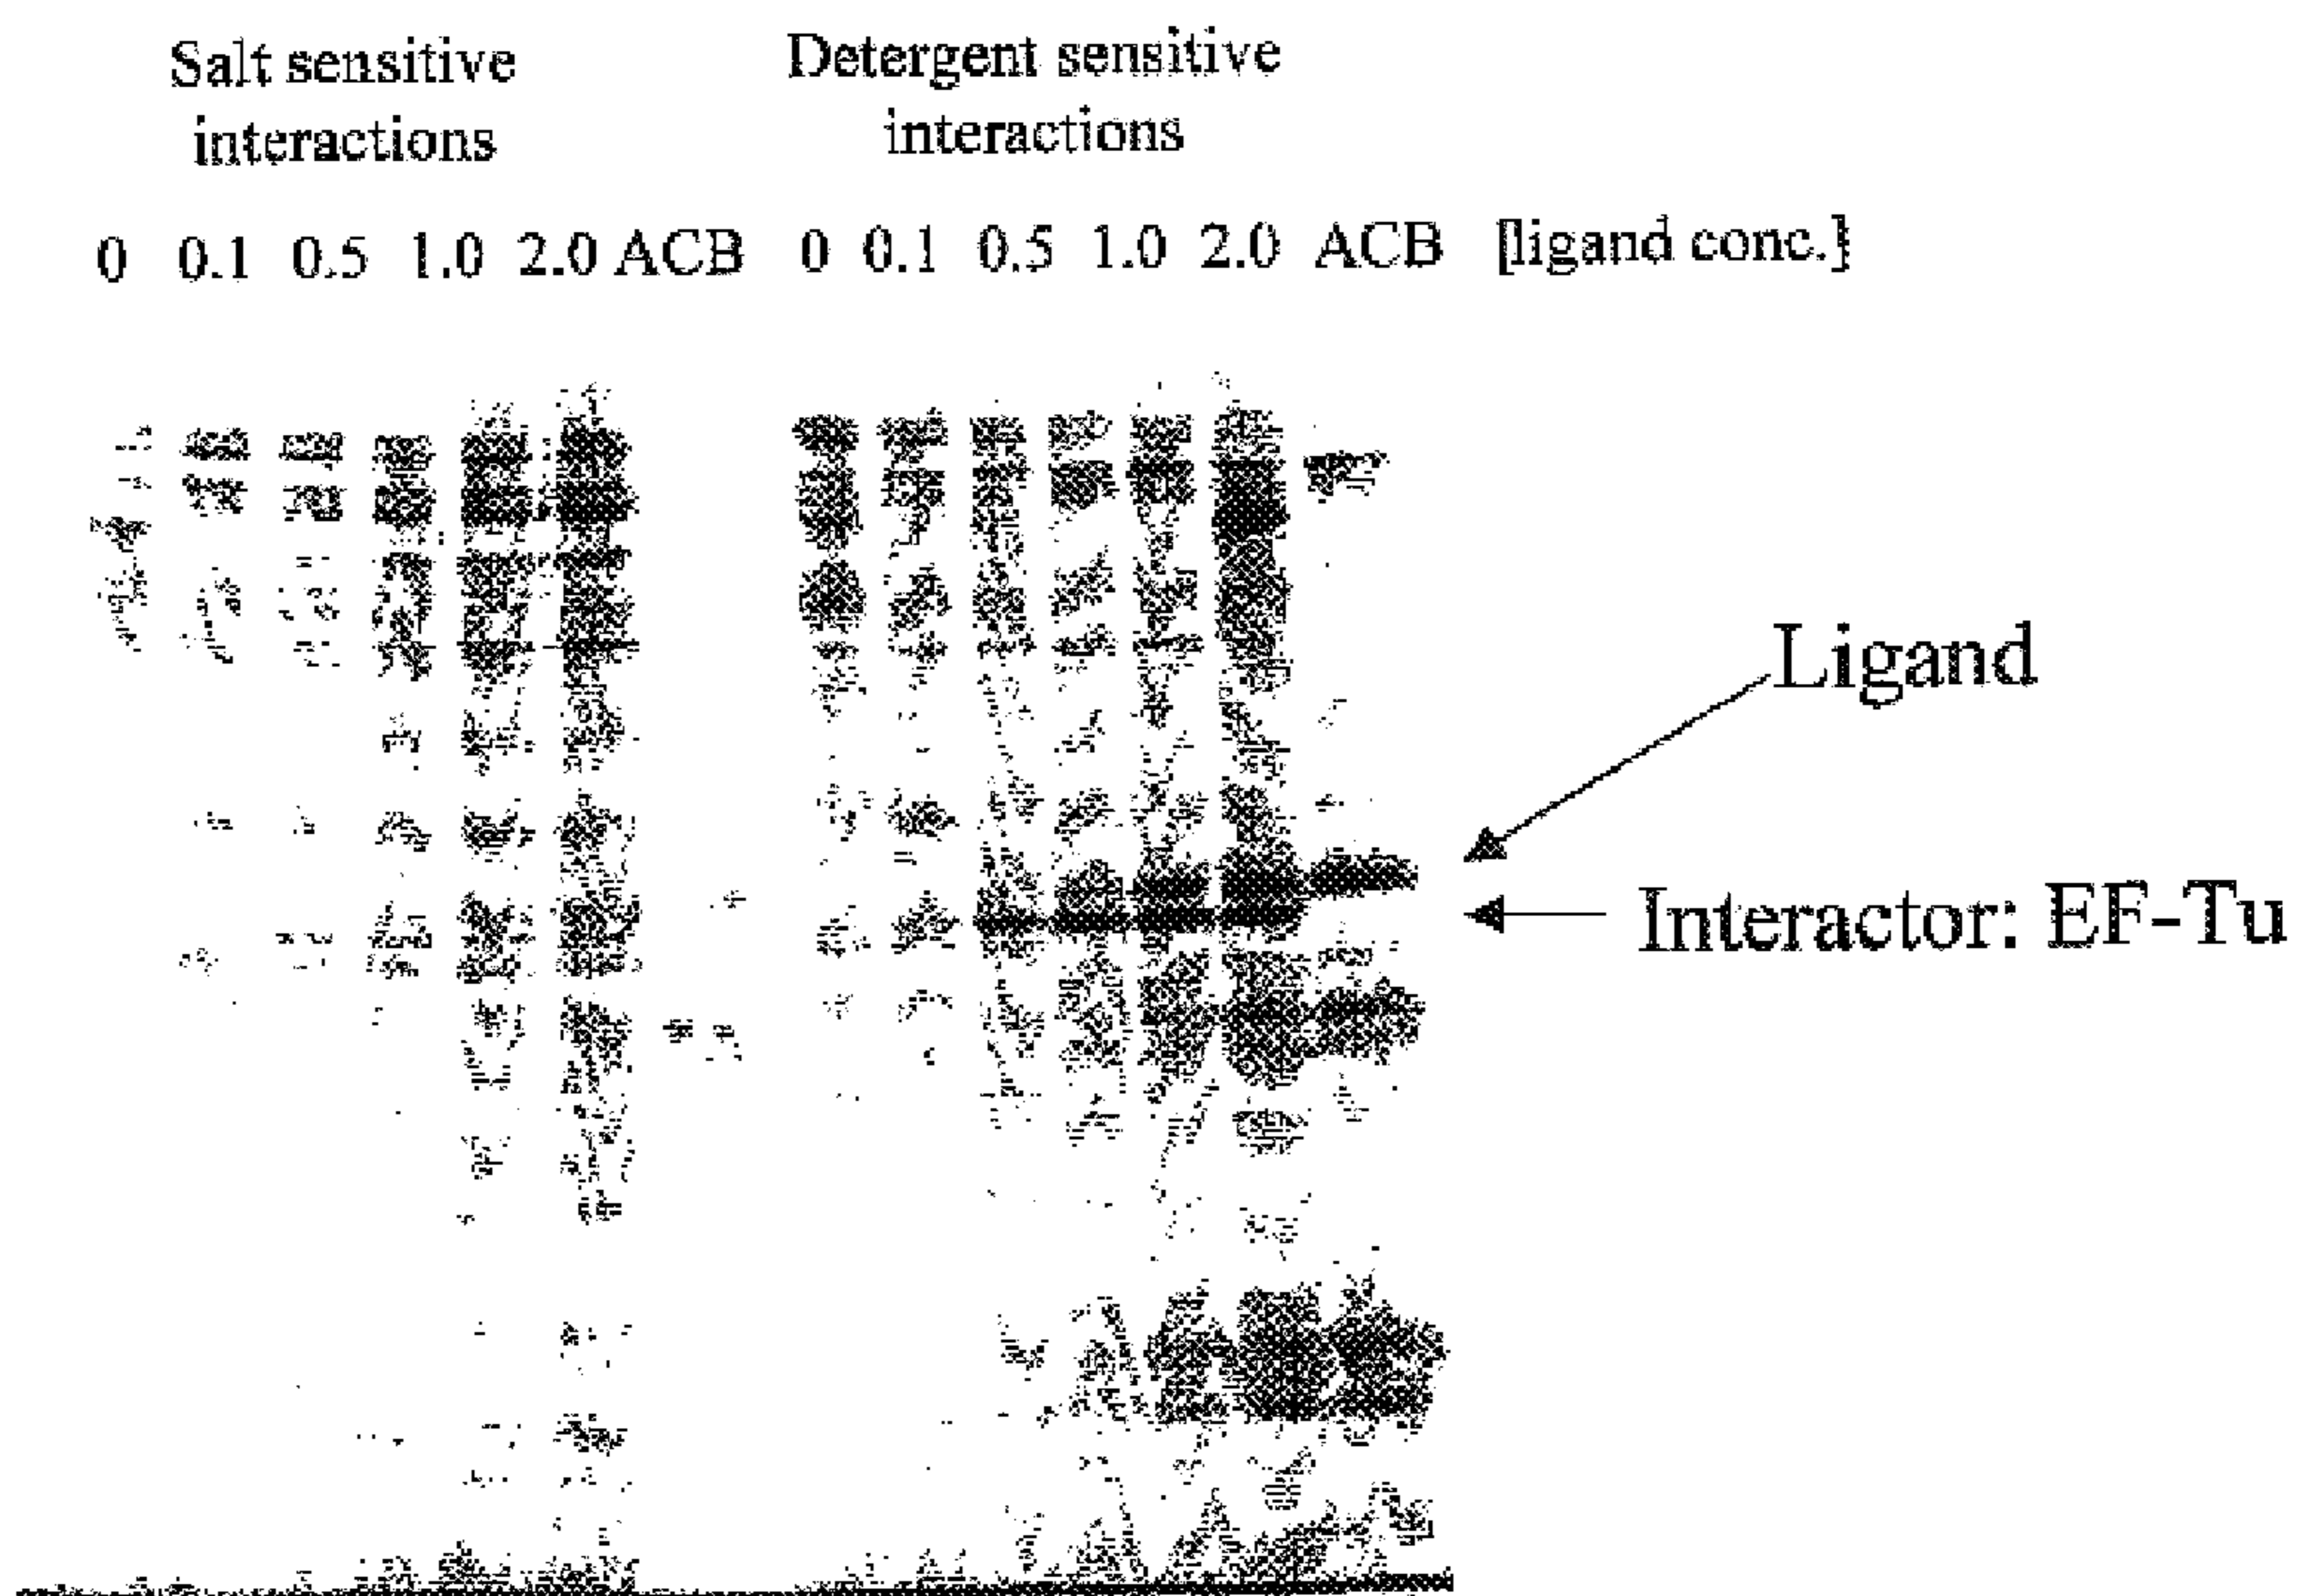 Salt sensitive
interactions
Detergent sensitive
interactions
0 0.1 0.5 1.0 2.0 ACB 0 0.1 0.5 1.0 2.0 ACB [ligand conc.]
Ligand
Interactor: EF-Tu